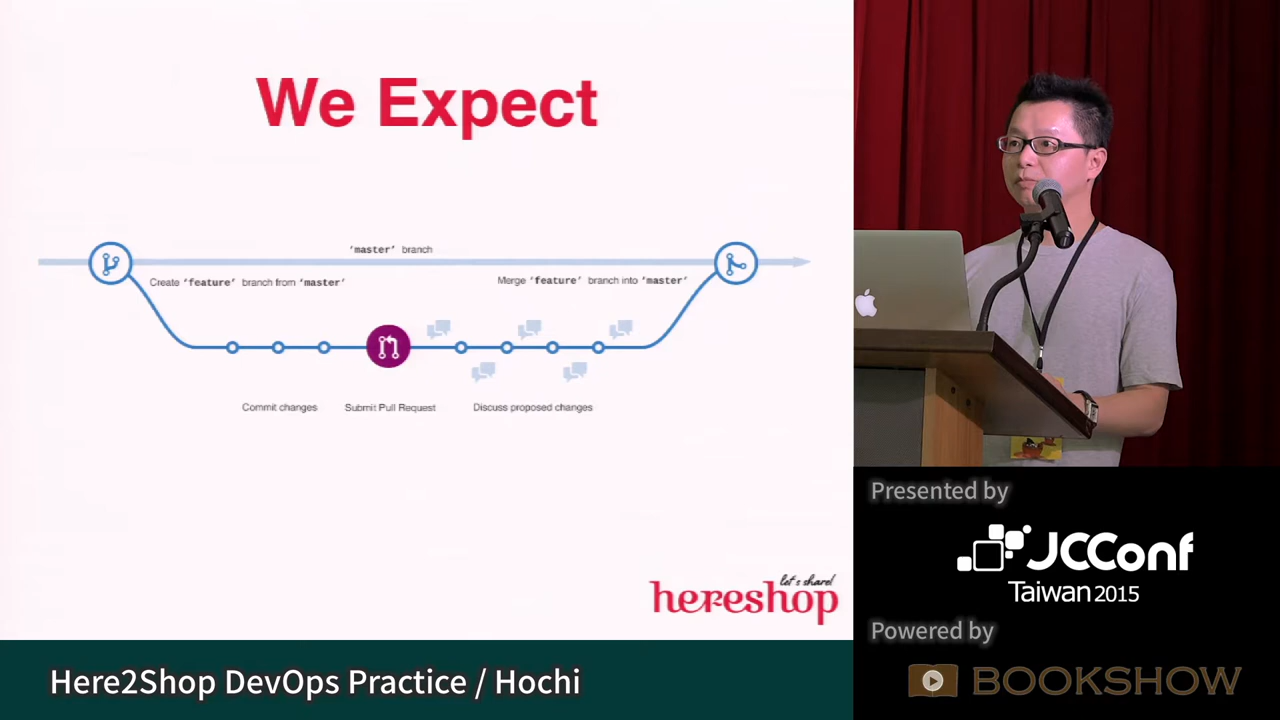 We Expect
'master' branch
Create 'feature' branch from 'master'
Merge 'feature' branch into 'master'
Commit changes
Submit Pull Request
Discuss proposed changes
let's share!
hereshop
Here2Shop DevOps Practice / Hochi
Presented by
JCConf
Taiwan 2015
Powered by
BOOKSHOW